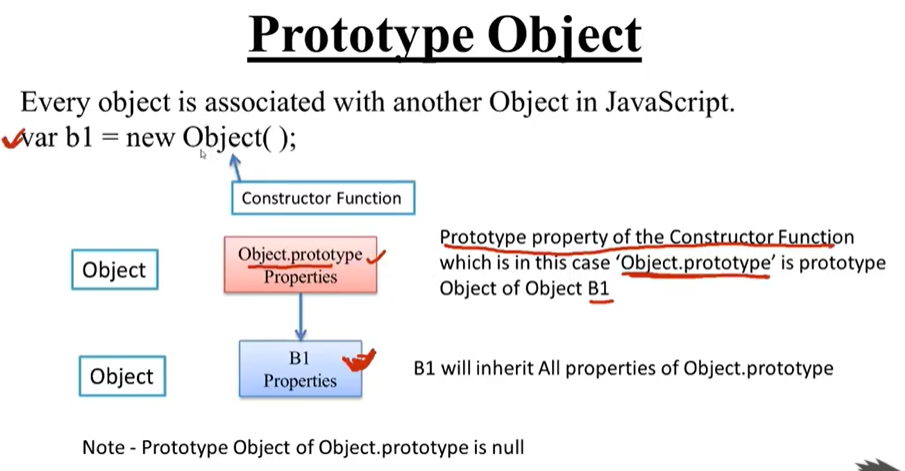 Prototype Object
Every object is associated with another Object in JavaScript.
var b1 = new Object( );
Constructor Function
Object
Object.prototype
Properties
Prototype property of the Constructor Function
which is in this case ‘Object.prototype’ is prototype
Object of Object B1
Object
B1
Properties
B1 will inherit All properties of Object.prototype
Note - Prototype Object of Object.prototype is null